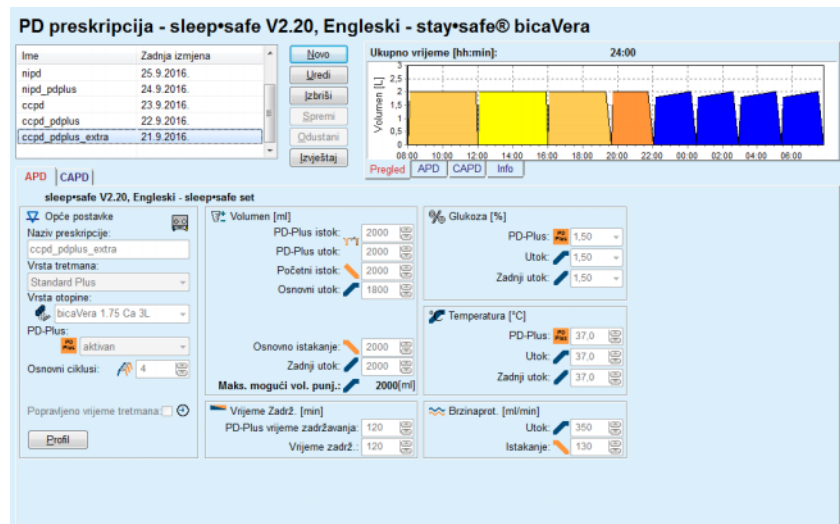 PD preskripcija - sleep•safe V2.20, Engleski - stay•safe® bicaVera
Ime Zadnja izmjena
nipd 25.9.2016.
nipd_pdplus 24.9.2016.
ccpd 23.9.2016.
ccpd_pdplus 22.9.2016.
ccpd_pdplus_extra 21.9.2016.
Novo
Uredi
Izbriši
Spremi
Odustani
Izvještaj
Ukupno vrijeme [hh:min]: 24:00
Volumen [L]
3
2,5
2
1,5
1
0,5
0
08:00 10:00 12:00 14:00 16:00 18:00 20:00 22:00 00:00 02:00 04:00 06:00
Pregled APD CAPD Info
APD CAPD
sleep•safe V2.20, Engleski - sleep•safe set
Opće postavke
Naziv preskripcije:
ccpd_pdplus_extra
Vrsta tretmana:
Standard Plus
Vrsta otopine:
bicaVera 1.75 Ca 3L
PD-Plus:
PD Plus aktivan
Osnovni ciklusi: 4
Popravljeno vrijeme tretmana:
Profil
Volumen [ml]
PD-Plus istok: 2000
PD-Plus utok: 2000
Početni istok: 2000
Osnovni utok: 1800
Osnovno istakanje: 2000
Zadnji utok: 2000
Maks. mogući vol. punj.: 2000[ml]
Vrijeme Zadrž. [min]
PD-Plus vrijeme zadržavanja: 120
Vrijeme zadrž.: 120
Glukoza [%]
PD-Plus: PD Plus 1,50
Utok: 1,50
Zadnji utok: 1,50
Temperatura [°C]
PD-Plus: PD Plus 37,0
Utok: 37,0
Zadnji utok: 37,0
Brzinaprot. [ml/min]
Utok: 350
Istakanje: 130